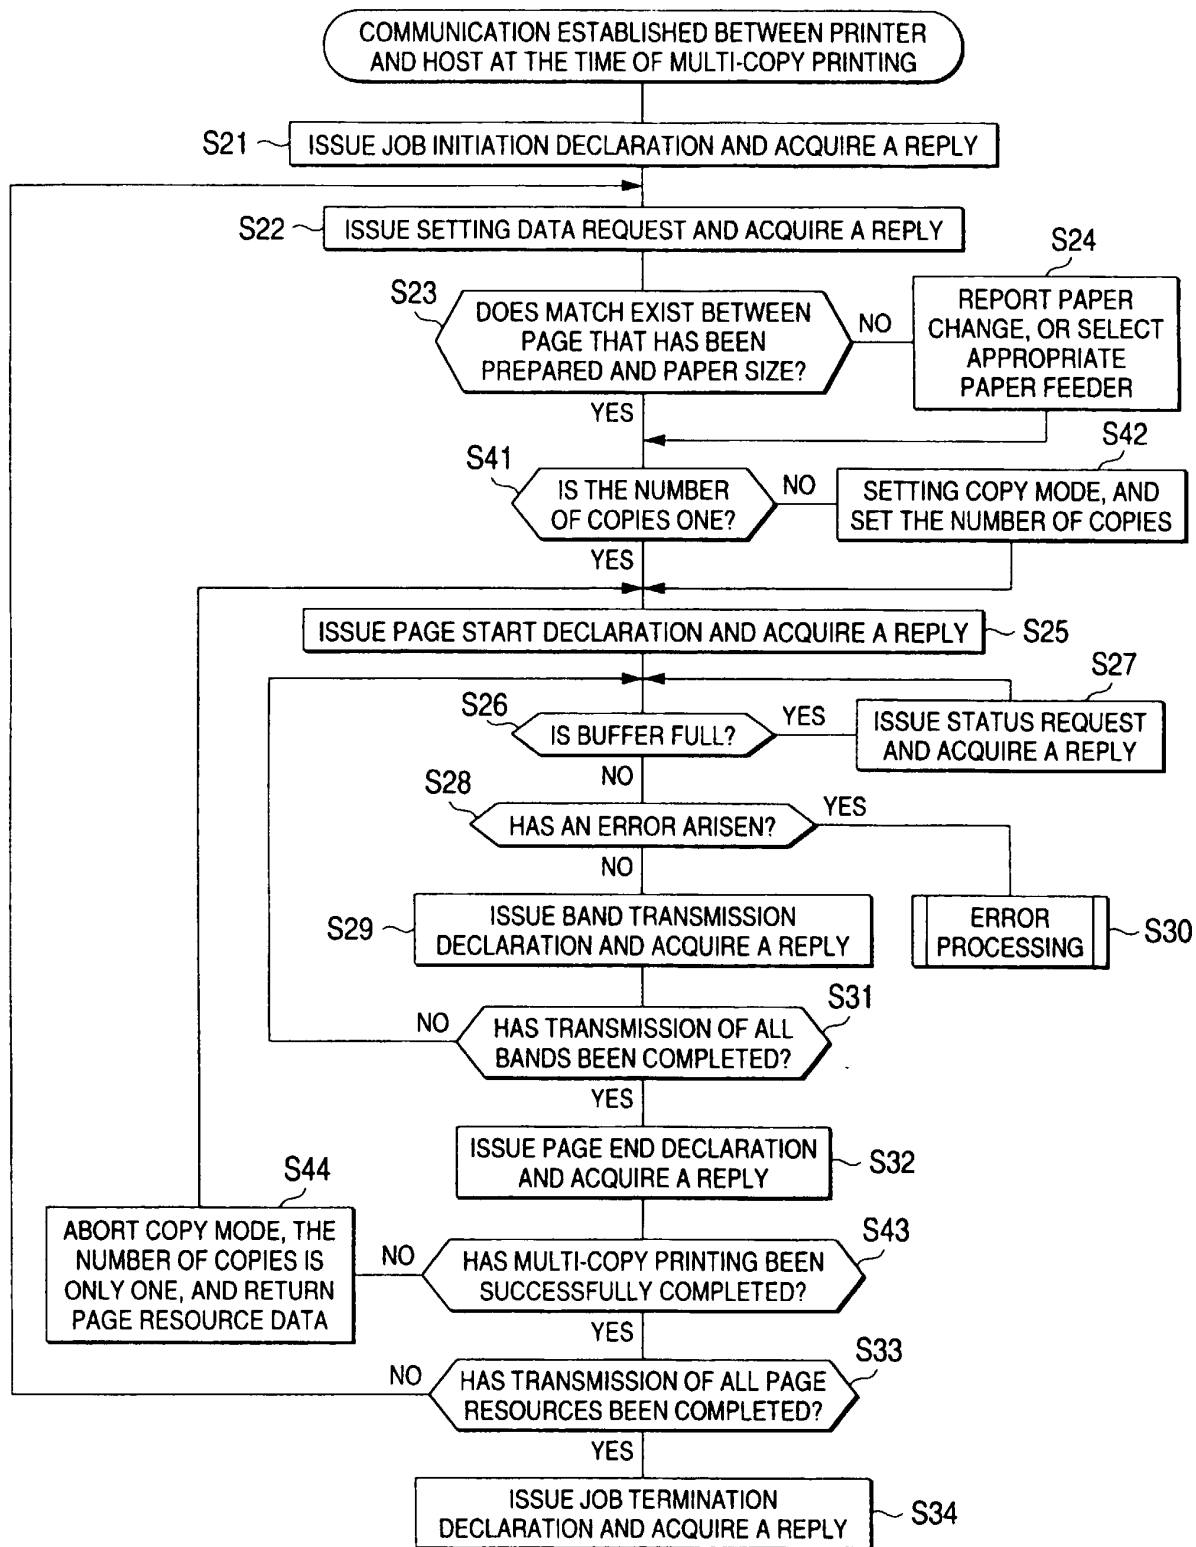 COMMUNICATION ESTABLISHED BETWEEN PRINTER
AND HOST AT THE TIME OF MULTI-COPY PRINTING
S21
ISSUE JOB INITIATION DECLARATION AND ACQUIRE A REPLY
S22
ISSUE SETTING DATA REQUEST AND ACQUIRE A REPLY
S23
DOES MATCH EXIST BETWEEN
PAGE THAT HAS BEEN
PREPARED AND PAPER SIZE?
NO
S24
REPORT PAPER
CHANGE, OR SELECT
APPROPRIATE
PAPER FEEDER
YES
S41
IS THE NUMBER
OF COPIES ONE?
NO
S42
SETTING COPY MODE, AND
SET THE NUMBER OF COPIES
YES
ISSUE PAGE START DECLARATION AND ACQUIRE A REPLY
S25
S26
IS BUFFER FULL?
YES
S27
ISSUE STATUS REQUEST
AND ACQUIRE A REPLY
NO
S28
HAS AN ERROR ARISEN?
YES
NO
S29
ISSUE BAND TRANSMISSION
DECLARATION AND ACQUIRE A REPLY
ERROR
PROCESSING
S30
S31
NO
HAS TRANSMISSION OF ALL
BANDS BEEN COMPLETED?
YES
ISSUE PAGE END DECLARATION
AND ACQUIRE A REPLY
S32
S44
ABORT COPY MODE, THE
NUMBER OF COPIES IS
ONLY ONE, AND RETURN
PAGE RESOURCE DATA
NO
S43
HAS MULTI-COPY PRINTING BEEN
SUCCESSFULLY COMPLETED?
YES
S33
NO
HAS TRANSMISSION OF ALL PAGE
RESOURCES BEEN COMPLETED?
YES
ISSUE JOB TERMINATION
DECLARATION AND ACQUIRE A REPLY
S34